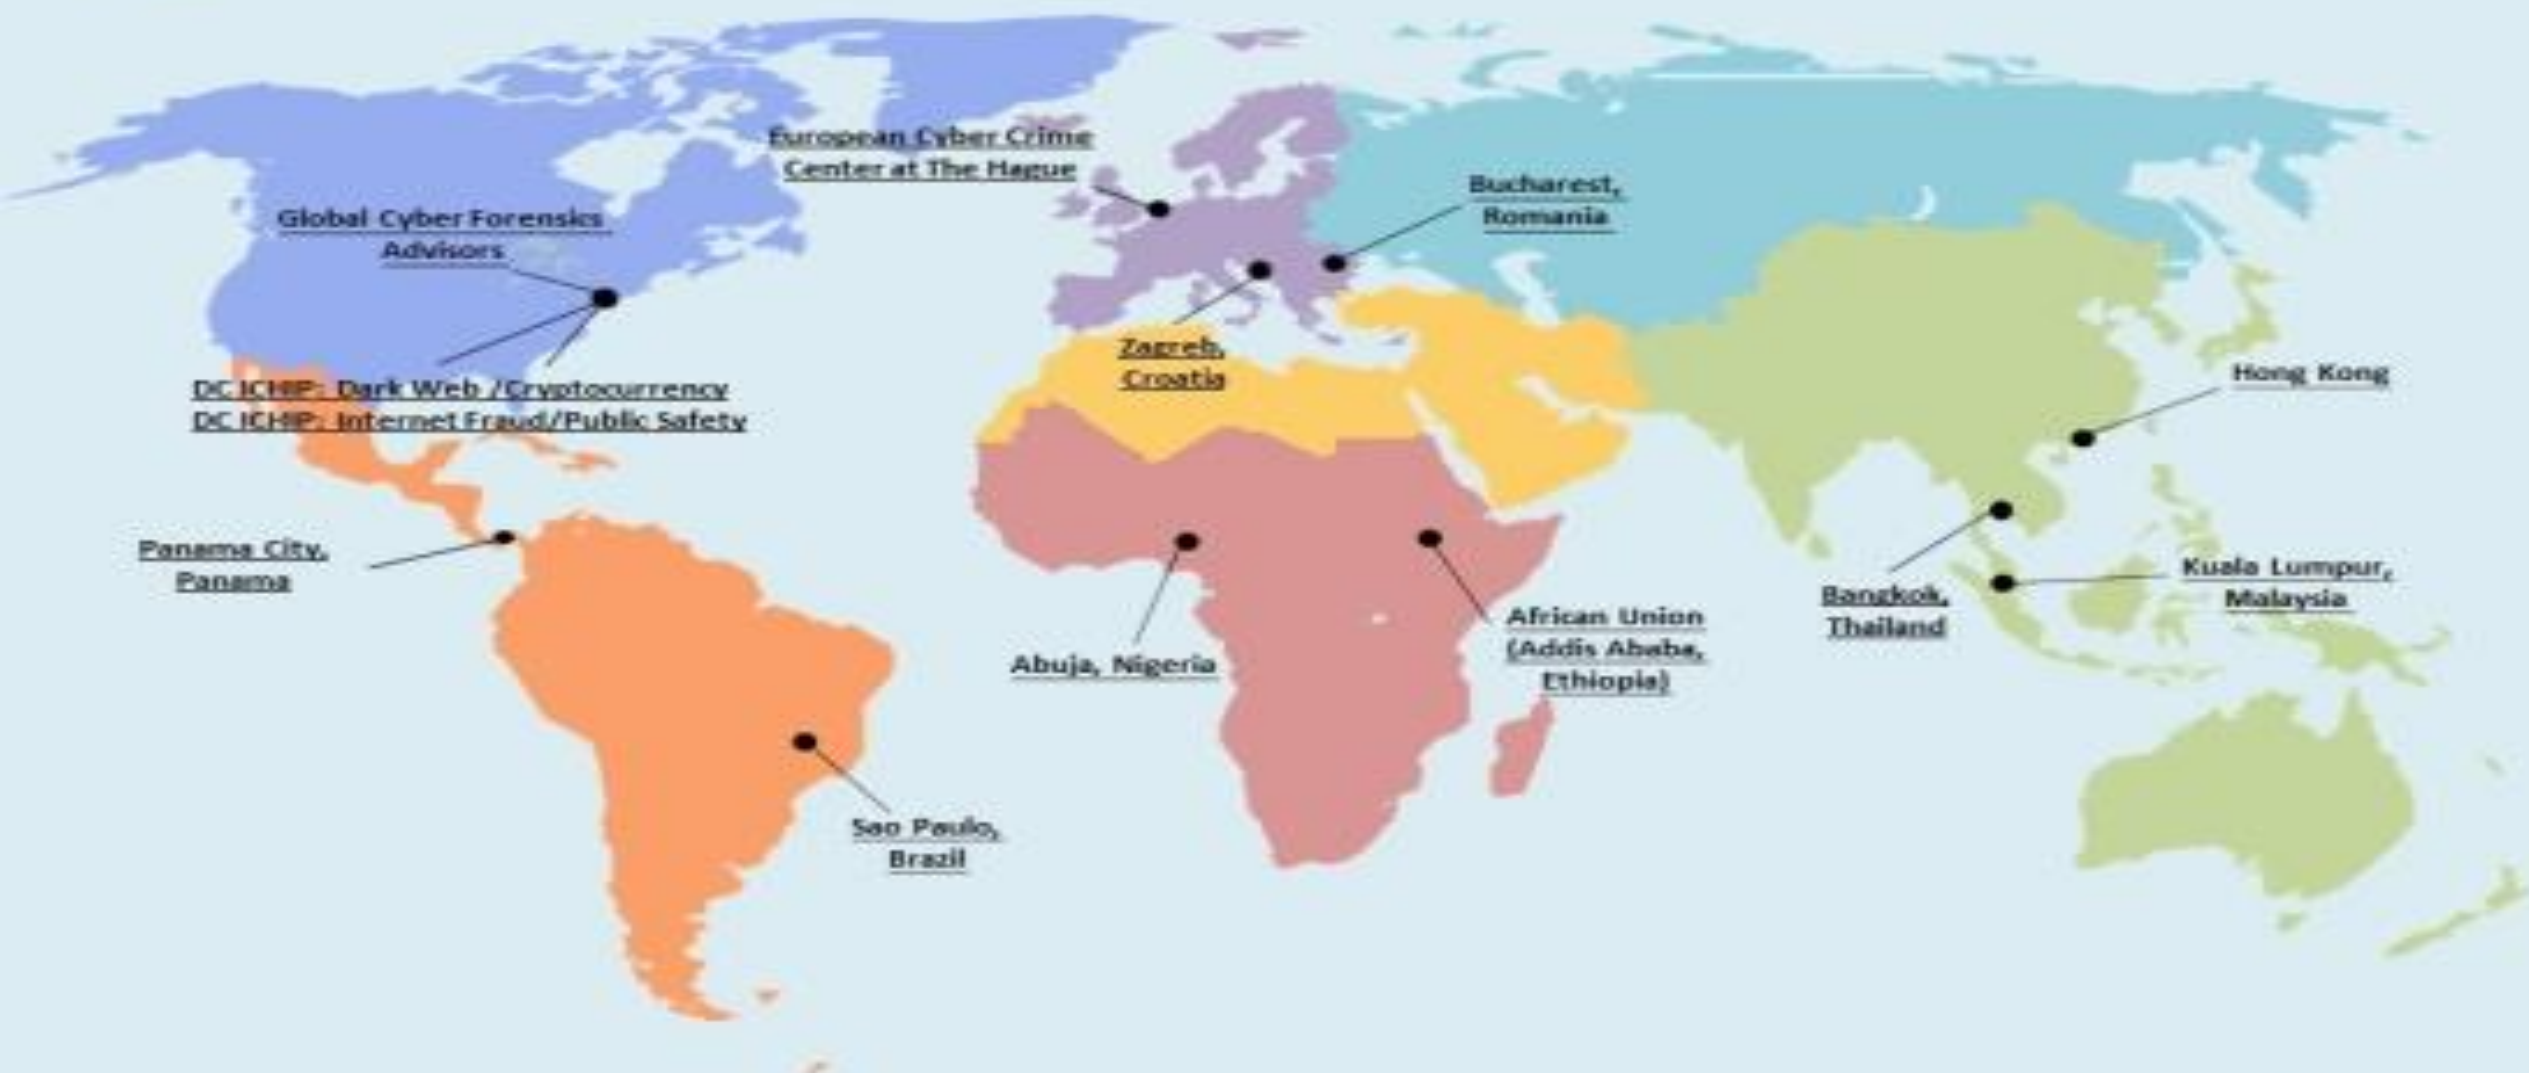 European Cyber Crime
Center at The Hague
Bucharest,
Romania
Global Cyber Forensics
Advisors
Zagreb,
Croatia
DC ICHIP: Dark Web /Cryptocurrency
DC ICHIP: Internet Fraud/Public Safety
Hong Kong
Panama City,
Panama
Kuala Lumpur,
Malaysia
Bangkok,
Thailand
African Union
(Addis Ababa,
Ethiopia)
Abuja, Nigeria
Sao Paulo,
Brazil